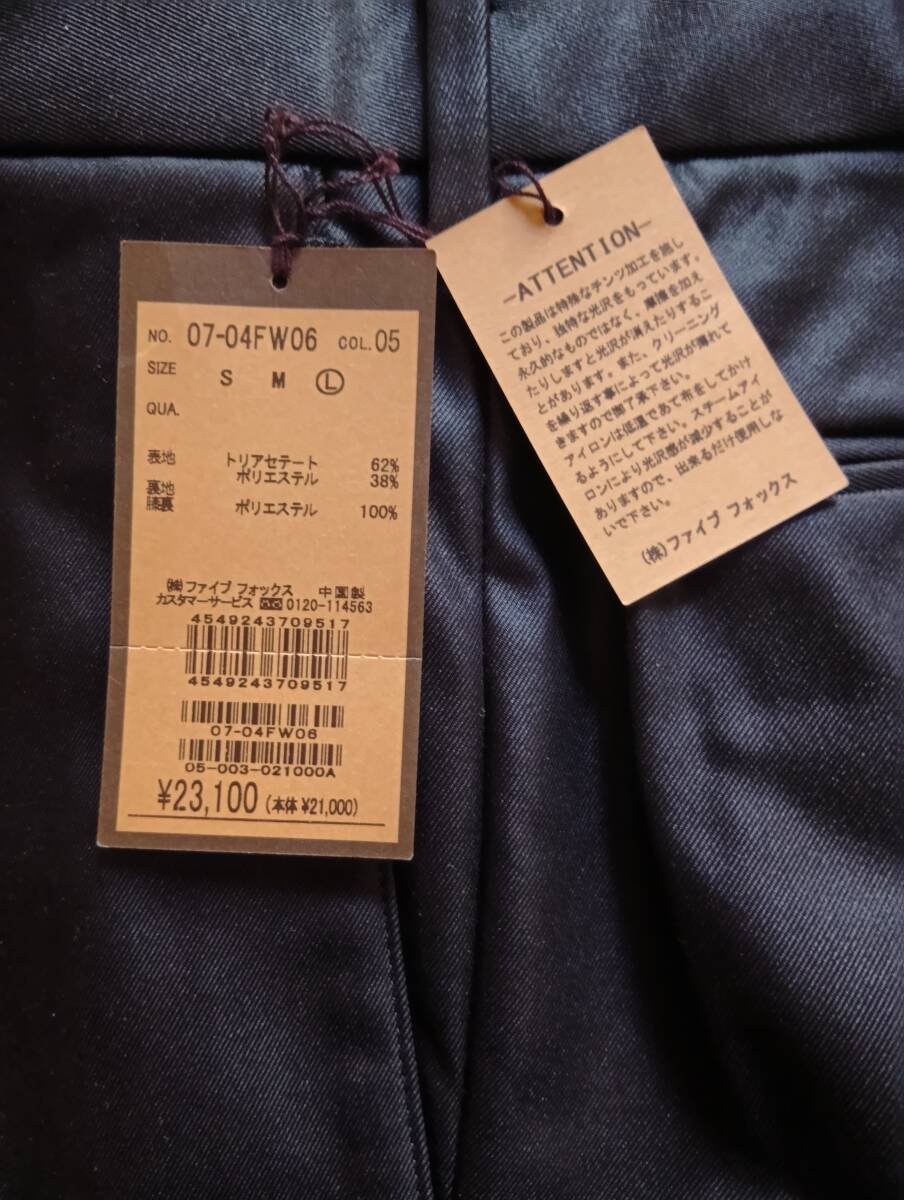 NO. 07-04FW06 COL.05
SIZE S M L
QUA.
表地 トリアセテート 62%
ポリエステル 38%
裏地
膝裏 ポリエステル 100%
㈱ファイブ フォックス 中国製
カスタマーサービス 0120-114563
4549243709517
4549243709517
07-04FW06
05-003-021000A
¥23,100 (本体 ¥21,000)
-ATTENTION-
この製品は特殊なチンツ加工を施し
ており、独特な光沢をもっています。
永久的なものではなく、摩擦を加え
たりしますと光沢が消えたりするこ
とがあります。また、クリーニング
を繰り返す事によって光沢が薄れて
きますので御了承下さい。
アイロンは低温であて布をしてかけ
るようにして下さい。スチームアイ
ロンにより光沢感が減少することが
ありますので、出来るだけ使用しな
いで下さい。
(株)ファイブ フォックス